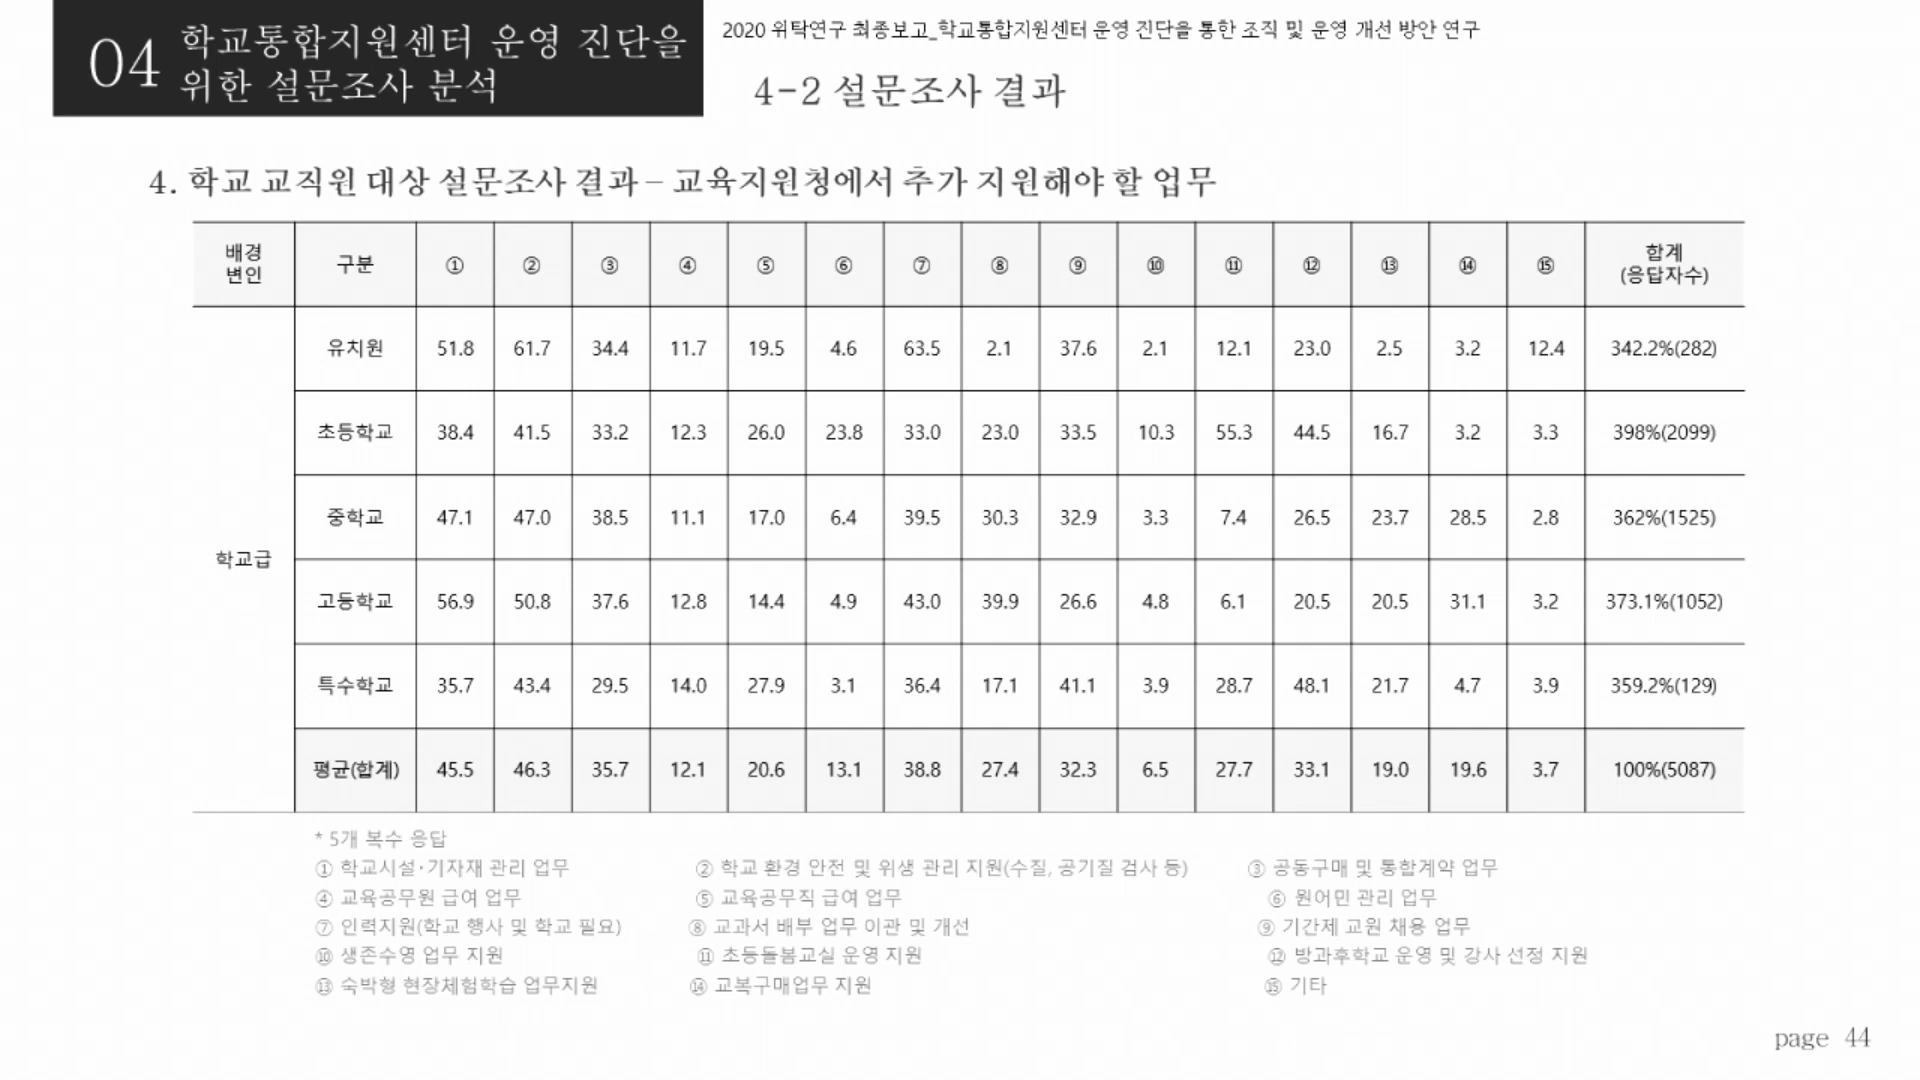 04 학교통합지원센터 운영 진단을
위한 설문조사 분석
2020 위탁연구 최종보고_학교통합지원센터 운영 진단을 통한 조직 및 운영 개선 방안 연구
4-2 설문조사 결과
4. 학교 교직원 대상 설문조사 결과 – 교육지원청에서 추가 지원해야 할 업무
배경 변인 구분 ① ② ③ ④ ⑤ ⑥ ⑦ ⑧ ⑨ ⑩ ⑪ ⑫ ⑬ ⑭ ⑮ 합계 (응답자수)
학교급
유치원 51.8 61.7 34.4 11.7 19.5 4.6 63.5 2.1 37.6 2.1 12.1 23.0 2.5 3.2 12.4 342.2%(282)
초등학교 38.4 41.5 33.2 12.3 26.0 23.8 33.0 23.0 33.5 10.3 55.3 44.5 16.7 3.2 3.3 398%(2099)
중학교 47.1 47.0 38.5 11.1 17.0 6.4 39.5 30.3 32.9 3.3 7.4 26.5 23.7 28.5 2.8 362%(1525)
고등학교 56.9 50.8 37.6 12.8 14.4 4.9 43.0 39.9 26.6 4.8 6.1 20.5 20.5 31.1 3.2 373.1%(1052)
특수학교 35.7 43.4 29.5 14.0 27.9 3.1 36.4 17.1 41.1 3.9 28.7 48.1 21.7 4.7 3.9 359.2%(129)
평균(합계) 45.5 46.3 35.7 12.1 20.6 13.1 38.8 27.4 32.3 6.5 27.7 33.1 19.0 19.6 3.7 100%(5087)
* 5개 복수 응답
① 학교시설·기자재 관리 업무 ② 학교 환경 안전 및 위생 관리 지원(수질, 공기질 검사 등) ③ 공동구매 및 통합계약 업무
④ 교육공무원 급여 업무 ⑤ 교육공무직 급여 업무 ⑥ 원어민 관리 업무
⑦ 인력지원(학교 행사 및 학교 필요) ⑧ 교과서 배부 업무 이관 및 개선 ⑨ 기간제 교원 채용 업무
⑩ 생존수영 업무 지원 ⑪ 초등돌봄교실 운영 지원 ⑫ 방과후학교 운영 및 강사 선정 지원
⑬ 숙박형 현장체험학습 업무지원 ⑭ 교복구매업무 지원 ⑮ 기타
page 44